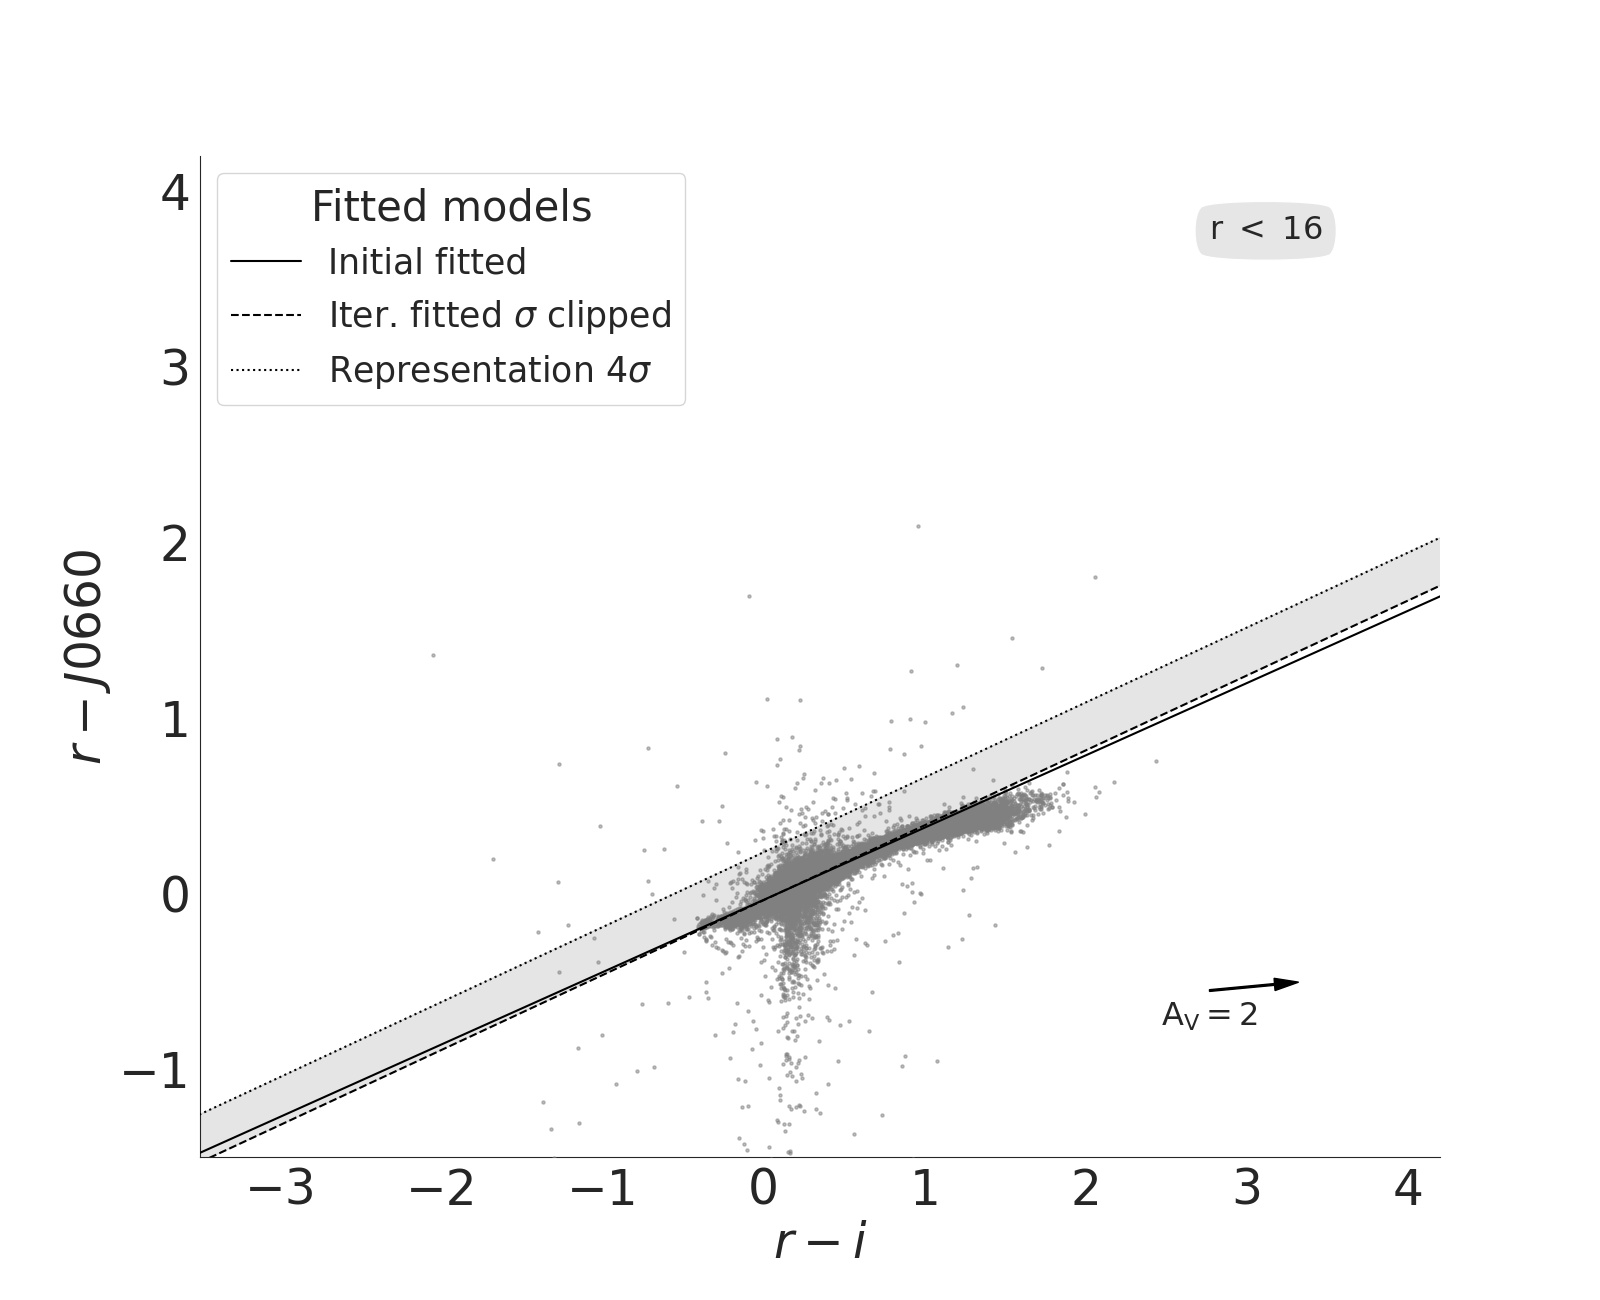 4
3
2
1
0
−1
r − J0660
Fitted models
Initial fitted
Iter. fitted σ clipped
Representation 4σ
r < 16
A_V = 2
−3 −2 −1 0 1 2 3 4
r − i